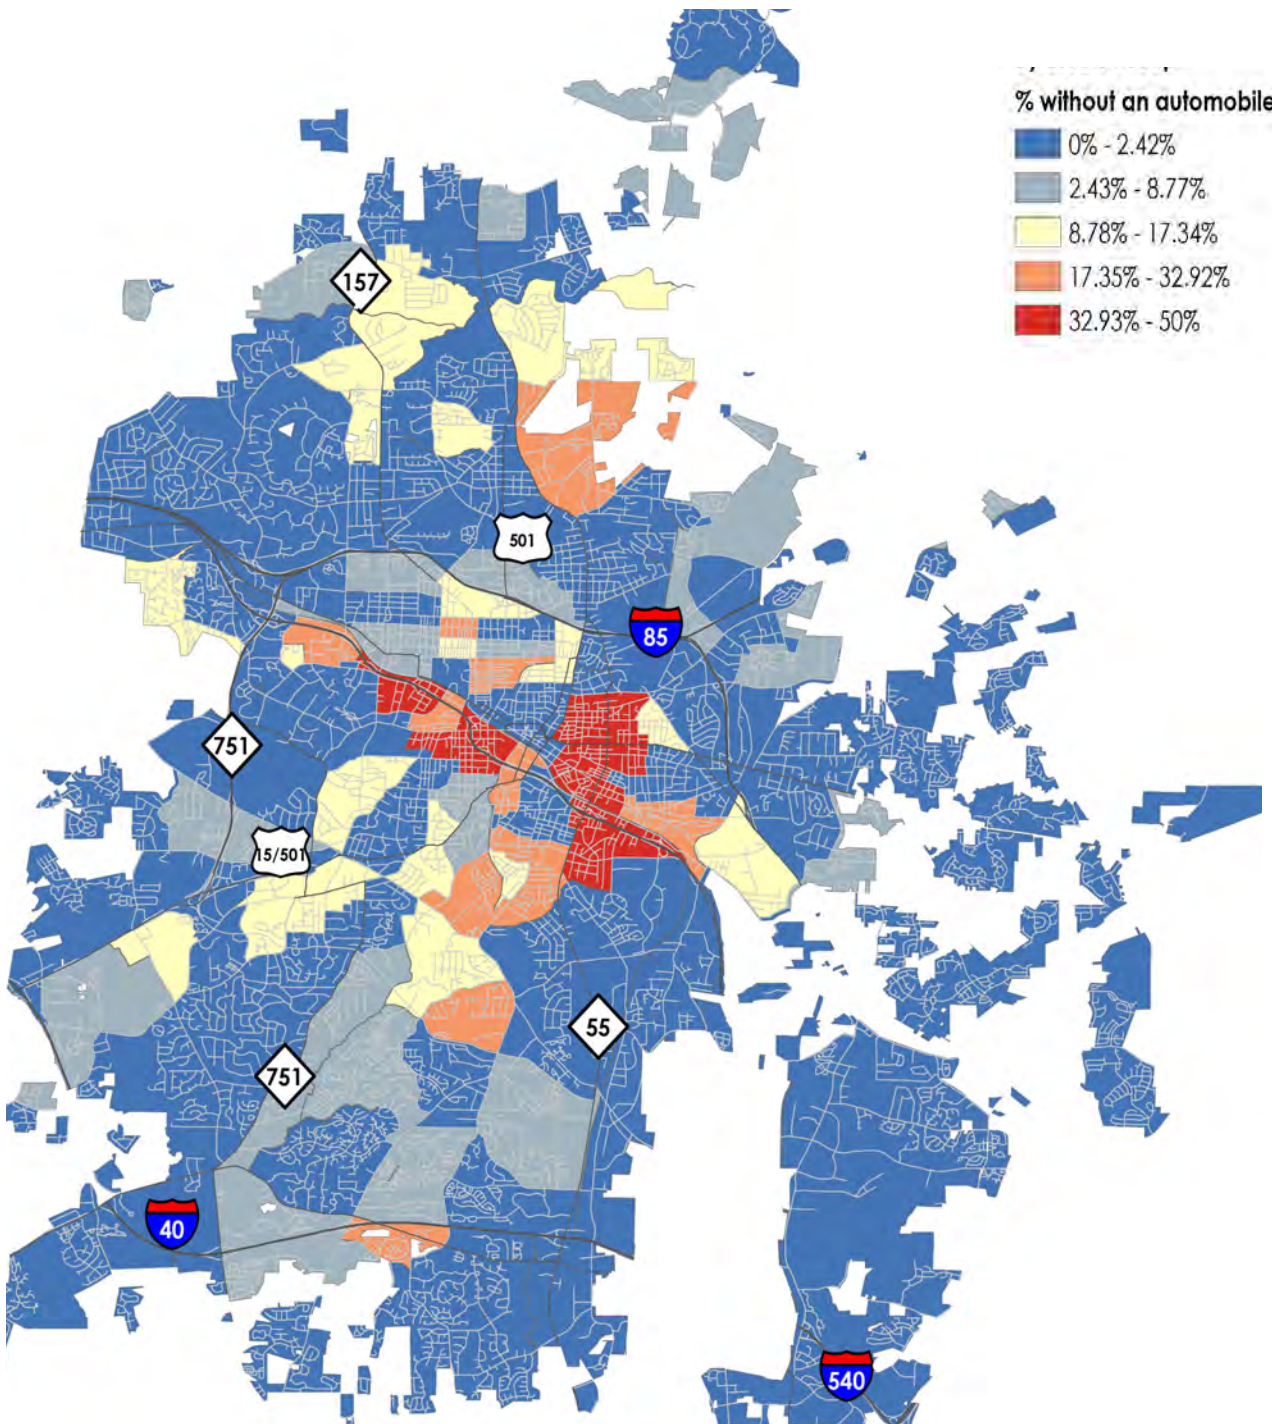 % without an automobile
0% - 2.42%
2.43% - 8.77%
8.78% - 17.34%
17.35% - 32.92%
32.93% - 50%
157
501
85
751
15/501
55
751
40
540